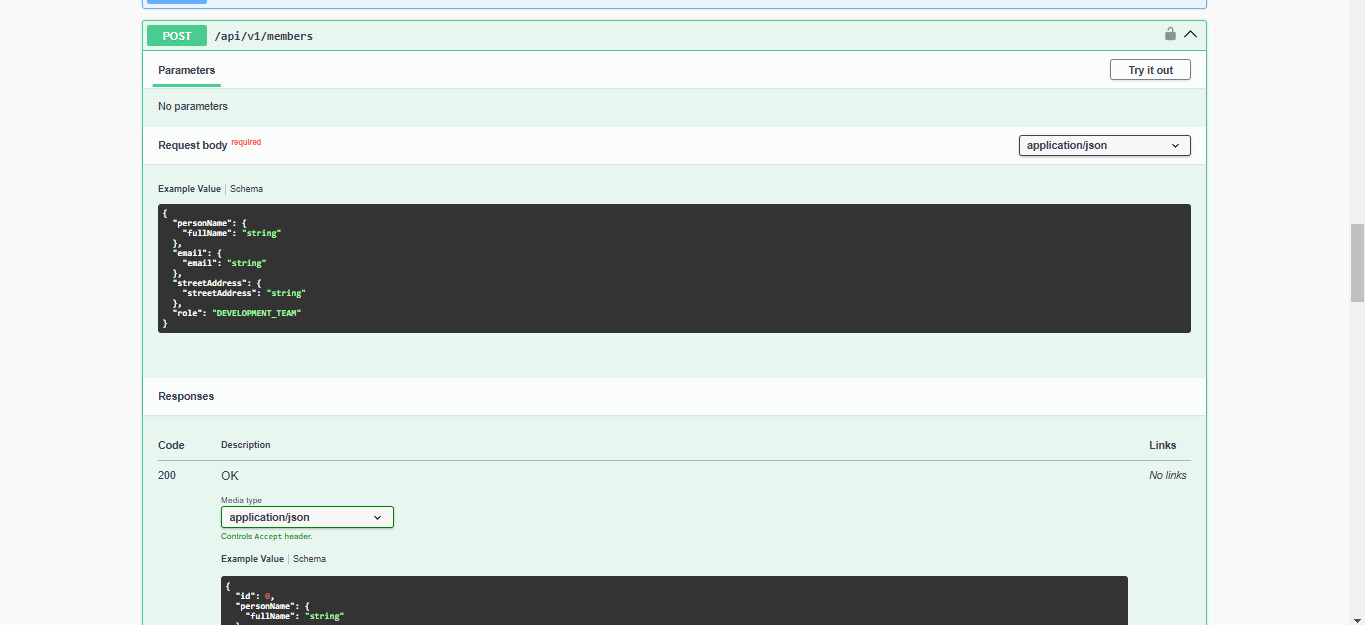 POST /api/v1/members
Parameters Try it out
No parameters
Request body required application/json
Example Value Schema
{
"personName": {
"fullName": "string"
},
"email": {
"email": "string"
},
"streetAddress": {
"streetAddress": "string"
},
"role": "DEVELOPMENT_TEAM"
}
Responses
Code Description Links
200 OK No links
Media type
application/json
Controls Accept header.
Example Value Schema
{
"id": 0,
"personName": {
"fullName": "string"